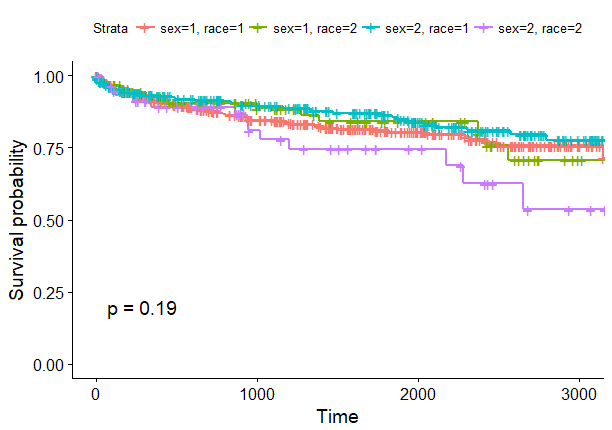 Strata sex=1, race=1 sex=1, race=2 sex=2, race=1 sex=2, race=2
1.00
0.75
0.50
0.25
0.00
Survival probability
p = 0.19
0 1000 2000 3000
Time